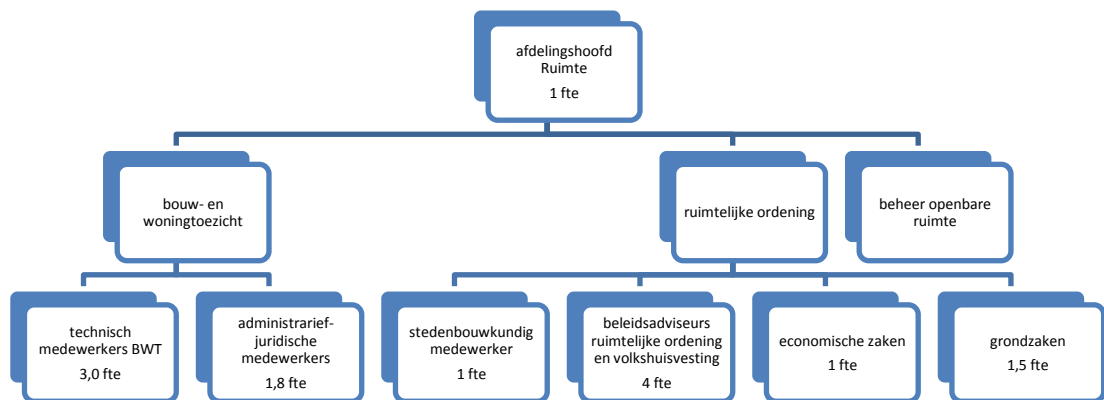 afdelingshoofd
Ruimte
1 fte
bouw- en
woningtoezicht
ruimtelijke ordening
beheer openbare
ruimte
technisch
medewerkers BWT
3,0 fte
administrarief-
juridische
medewerkers
1,8 fte
stedenbouwkundig
medewerker
1 fte
beleidsadviseurs
ruimtelijke ordening
en volkshuisvesting
4 fte
economische zaken
1 fte
grondzaken
1,5 fte